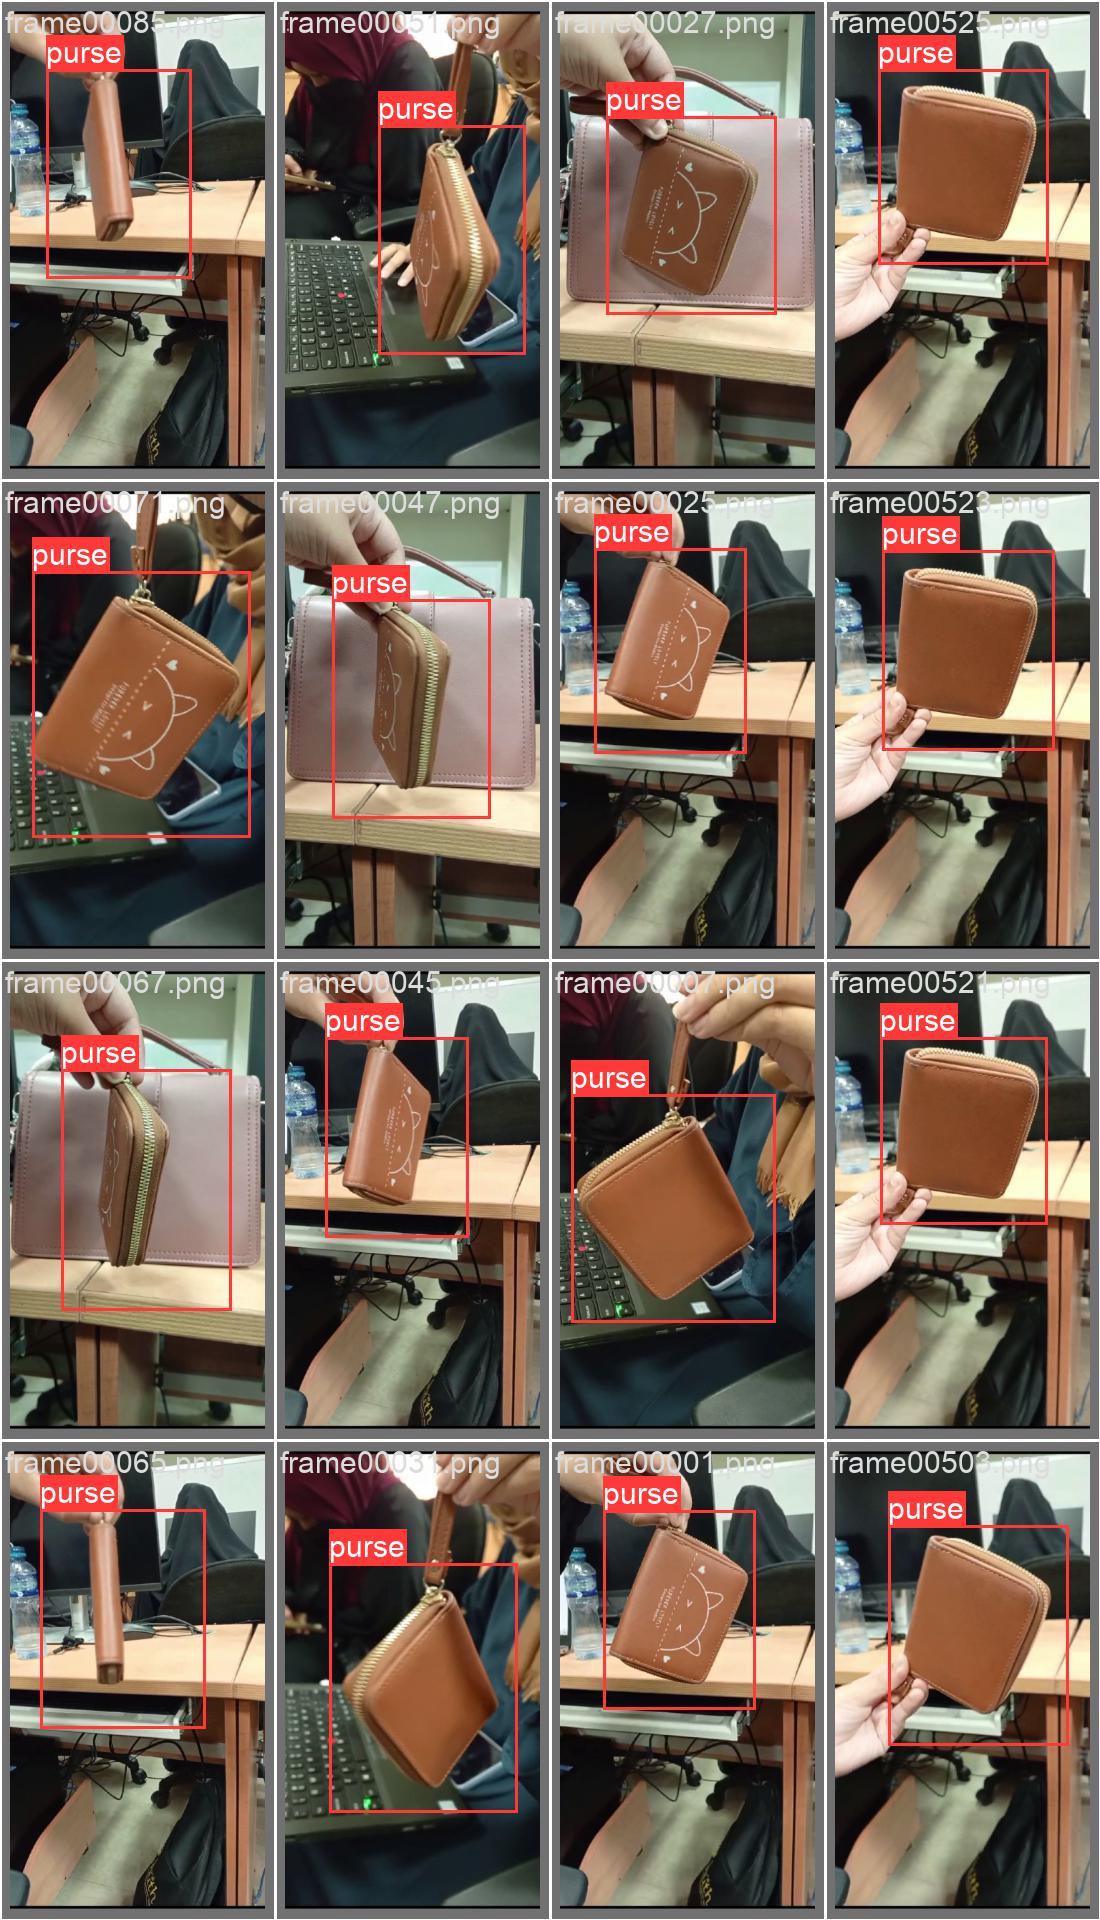 frame00085.png
purse
frame00051.png
purse
frame00027.png
purse
frame00525.png
purse
frame00071.png
purse
frame00047.png
purse
frame00025.png
purse
frame00523.png
purse
frame00067.png
purse
frame00045.png
purse
frame00007.png
purse
frame00521.png
purse
frame00065.png
purse
frame00031.png
purse
frame00001.png
purse
frame00503.png
purse